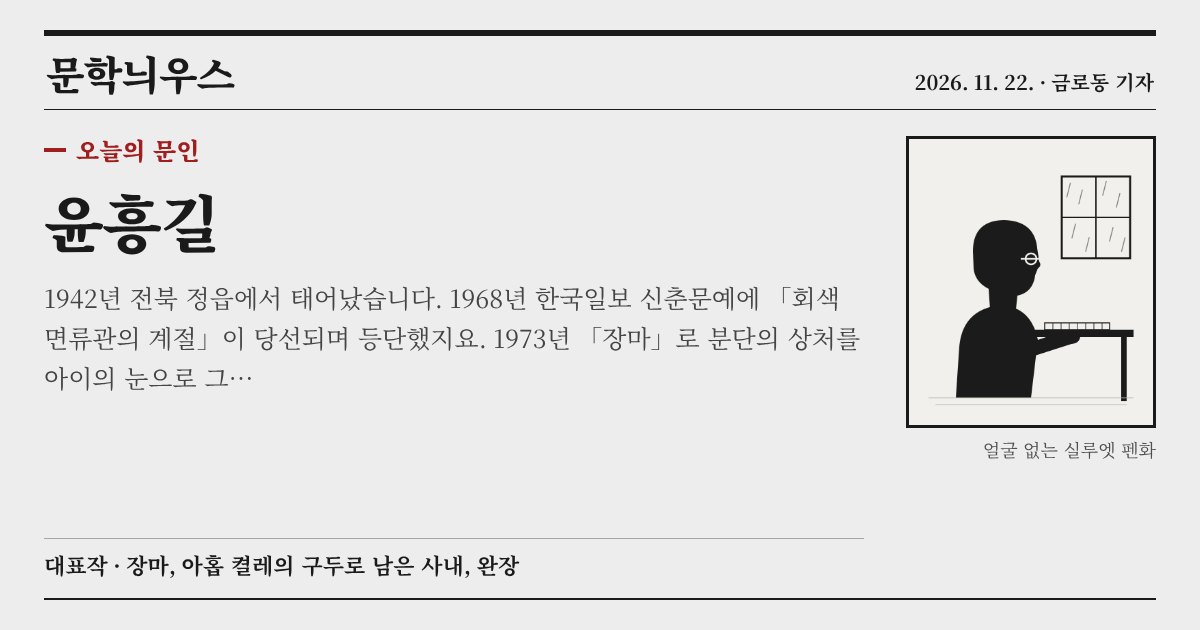 문학늬우스
2026. 11. 22. · 금로동 기자
오늘의 문인
윤흥길
1942년 전북 정읍에서 태어났습니다. 1968년 한국일보 신춘문예에 「회색
면류관의 계절」이 당선되며 등단했지요. 1973년 「장마」로 분단의 상처를
아이의 눈으로 그…
얼굴 없는 실루엣 펜화
대표작 · 장마, 아홉 켤레의 구두로 남은 사내, 완장